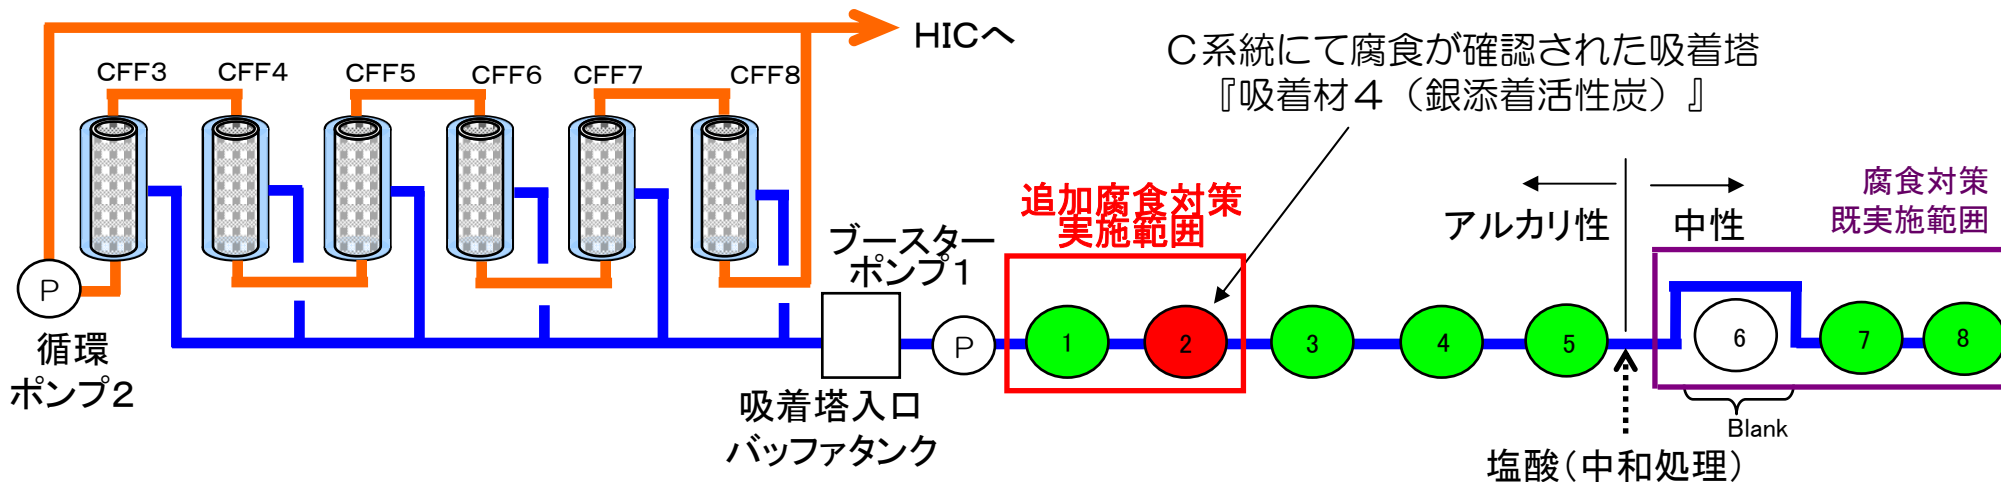 HICへ
CFF3
CFF4
CFF5
CFF6
CFF7
CFF8
C系統にて腐食が確認された吸着塔
『吸着材4（銀添着活性炭）』
追加腐食対策
実施範囲
アルカリ性
中性
腐食対策
既実施範囲
ブースター
ポンプ1
P
循環
ポンプ2
吸着塔入口
バッファタンク
P
1
2
3
4
5
6
7
8
Blank
塩酸(中和処理)